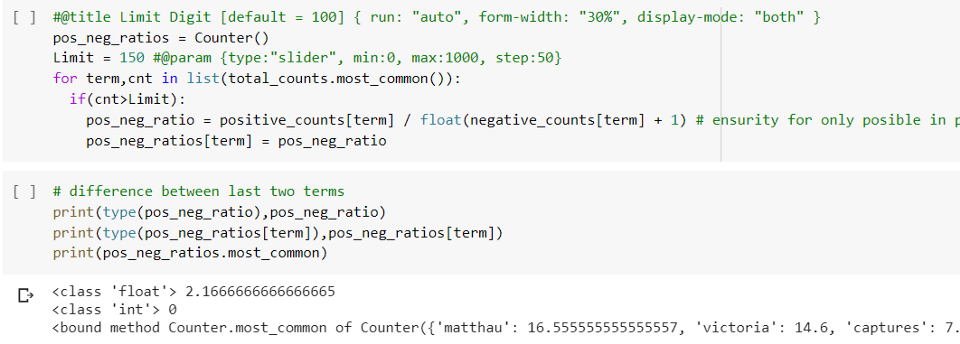 [ ] #@title Limit Digit [default = 100] { run: "auto", form-width: "30%", display-mode: "both" }
pos_neg_ratios = Counter()
Limit = 150 #@param {type:"slider", min:0, max:1000, step:50}
for term,cnt in list(total_counts.most_common()):
  if(cnt>Limit):
    pos_neg_ratio = positive_counts[term] / float(negative_counts[term] + 1) # ensurity for only posible in p
    pos_neg_ratios[term] = pos_neg_ratio
[ ] # difference between last two terms
print(type(pos_neg_ratio),pos_neg_ratio)
print(type(pos_neg_ratios[term]),pos_neg_ratios[term])
print(pos_neg_ratios.most_common)
<class 'float'> 2.1666666666666665
<class 'int'> 0
<bound method Counter.most_common of Counter({'matthau': 16.555555555555557, 'victoria': 14.6, 'captures': 7.